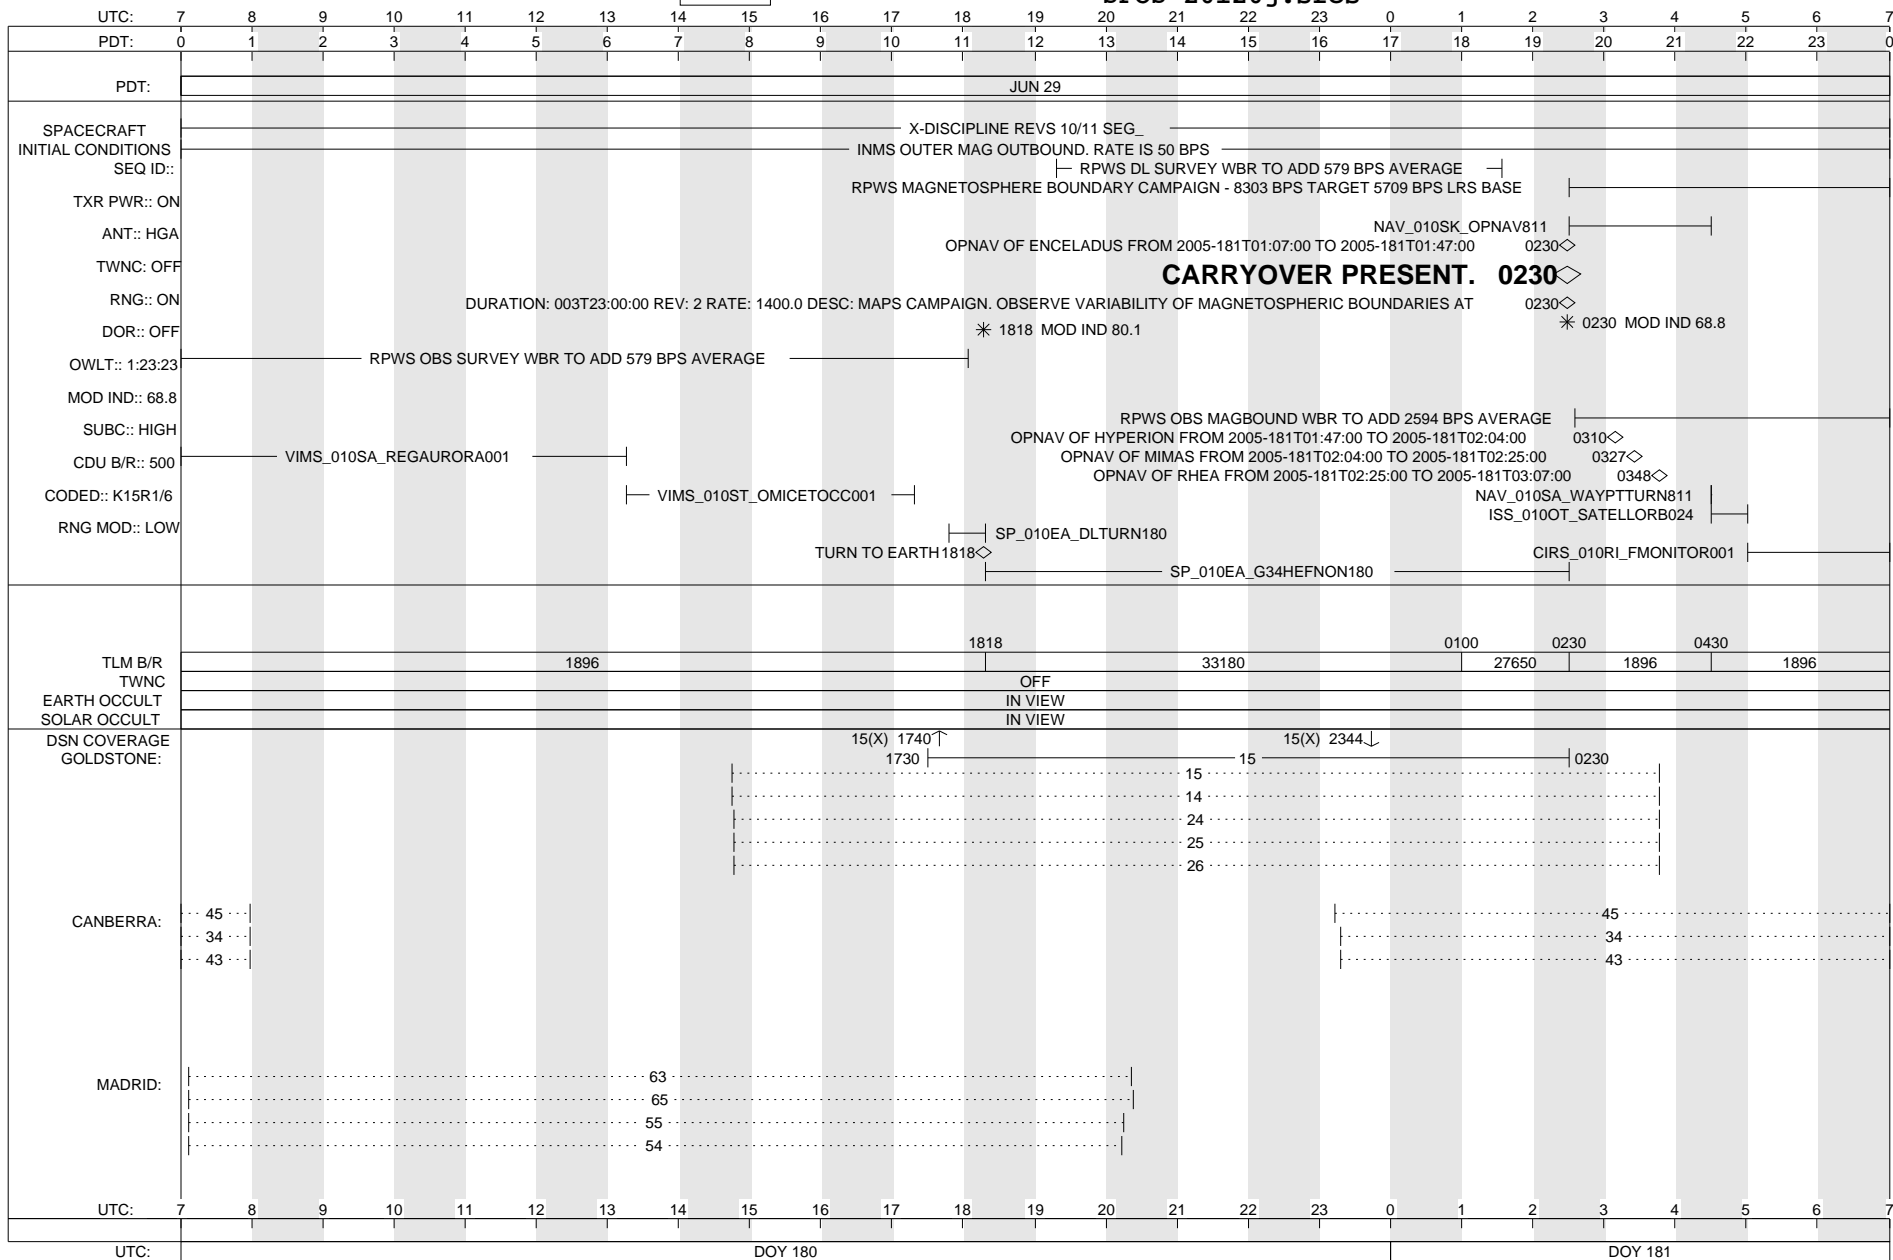 UTC: 7 8 9 10 11 12 13 14 15 16 17 18 19 20 21 22 23 0 1 2 3 4 5 6 7
PDT: 0 1 2 3 4 5 6 7 8 9 10 11 12 13 14 15 16 17 18 19 20 21 22 23 0
PDT: JUN 29
SPACECRAFT
INITIAL CONDITIONS
SEQ ID::
TXR PWR:: ON
ANT:: HGA
TWNC: OFF
RNG:: ON
DOR:: OFF
OWLT:: 1:23:23
MOD IND:: 68.8
SUBC:: HIGH
CDU B/R:: 500
CODED:: K15R1/6
RNG MOD:: LOW
X-DISCIPLINE REVS 10/11 SEG_
INMS OUTER MAG OUTBOUND. RATE IS 50 BPS
RPWS DL SURVEY WBR TO ADD 579 BPS AVERAGE
RPWS MAGNETOSPHERE BOUNDARY CAMPAIGN - 8303 BPS TARGET 5709 BPS LRS BASE
NAV_010SK_OPNAV811
OPNAV OF ENCELADUS FROM 2005-181T01:07:00 TO 2005-181T01:47:00 0230
CARRYOVER PRESENT. 0230
DURATION: 003T23:00:00 REV: 2 RATE: 1400.0 DESC: MAPS CAMPAIGN. OBSERVE VARIABILITY OF MAGNETOSPHERIC BOUNDARIES AT 0230
1818 MOD IND 80.1
0230 MOD IND 68.8
RPWS OBS SURVEY WBR TO ADD 579 BPS AVERAGE
RPWS OBS MAGBOUND WBR TO ADD 2594 BPS AVERAGE
OPNAV OF HYPERION FROM 2005-181T01:47:00 TO 2005-181T02:04:00 0310
VIMS_010SA_REGAURORA001
OPNAV OF MIMAS FROM 2005-181T02:04:00 TO 2005-181T02:25:00 0327
OPNAV OF RHEA FROM 2005-181T02:25:00 TO 2005-181T03:07:00 0348
VIMS_010ST_OMICETOCC001
NAV_010SA_WAYPTTURN811
ISS_010OT_SATELLORB024
SP_010EA_DLTURN180
TURN TO EARTH 1818
CIRS_010RI_FMONITOR001
SP_010EA_G34HEFNON180
1818 0100 0230 0430
TLM B/R 1896 33180 27650 1896 1896
TWNC OFF
EARTH OCCULT IN VIEW
SOLAR OCCULT IN VIEW
DSN COVERAGE 15(X) 1740 15(X) 2344
GOLDSTONE: 1730 15 0230
15
14
24
25
26
CANBERRA:
45 45
34 34
43 43
MADRID:
63
65
55
54
UTC: 7 8 9 10 11 12 13 14 15 16 17 18 19 20 21 22 23 0 1 2 3 4 5 6 7
UTC: DOY 180 DOY 181